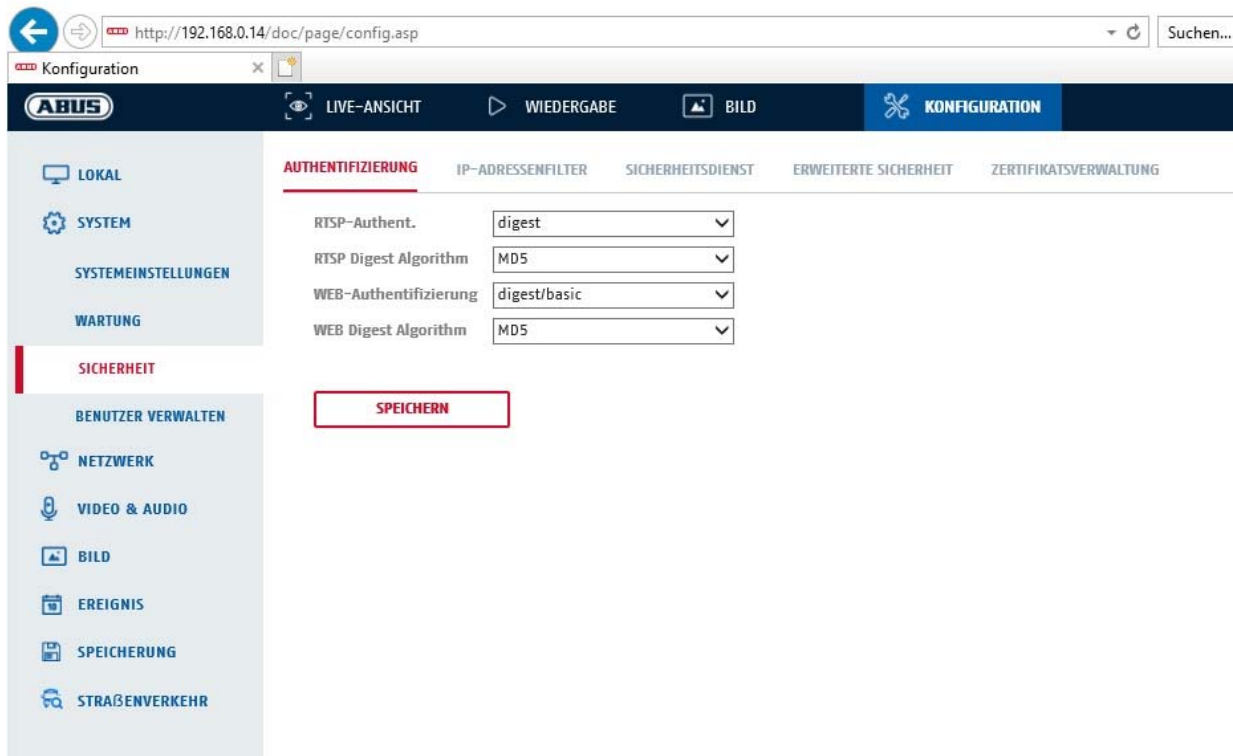 http://192.168.0.14/doc/page/config.asp
Suchen...
Konfiguration
ABUS
LIVE-ANSICHT
WIEDERGABE
BILD
KONFIGURATION
LOKAL
SYSTEM
SYSTEMEINSTELLUNGEN
WARTUNG
SICHERHEIT
BENUTZER VERWALTEN
NETZWERK
VIDEO & AUDIO
BILD
EREIGNIS
SPEICHERUNG
STRAßENVERKEHR
AUTHENTIFIZIERUNG
IP-ADRESSENFILTER
SICHERHEITSDIENST
ERWEITERTE SICHERHEIT
ZERTIFIKATSVERWALTUNG
RTSP-Authent. digest
RTSP Digest Algorithm MD5
WEB-Authentifizierung digest/basic
WEB Digest Algorithm MD5
SPEICHERN